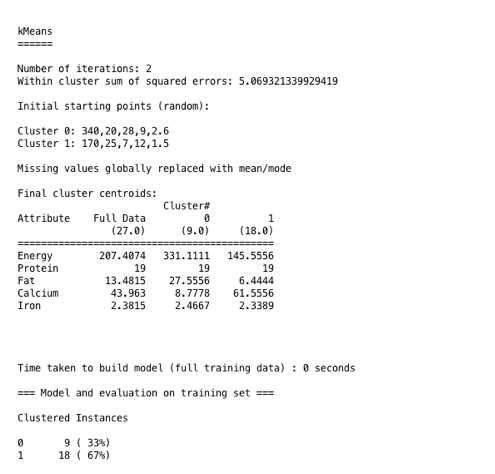 kMeans
======
Number of iterations: 2
Within cluster sum of squared errors: 5.069321339929419
Initial starting points (random):
Cluster 0: 340,20,28,9,2.6
Cluster 1: 170,25,7,12,1.5
Missing values globally replaced with mean/mode
Final cluster centroids:
Cluster#
Attribute    Full Data          0          1
(27.0)      (9.0)     (18.0)
============================================
Energy        207.4074   331.1111   145.5556
Protein             19         19         19
Fat            13.4815    27.5556     6.4444
Calcium         43.963     8.7778    61.5556
Iron            2.3815     2.4667     2.3389
Time taken to build model (full training data) : 0 seconds
=== Model and evaluation on training set ===
Clustered Instances
0       9 ( 33%)
1      18 ( 67%)